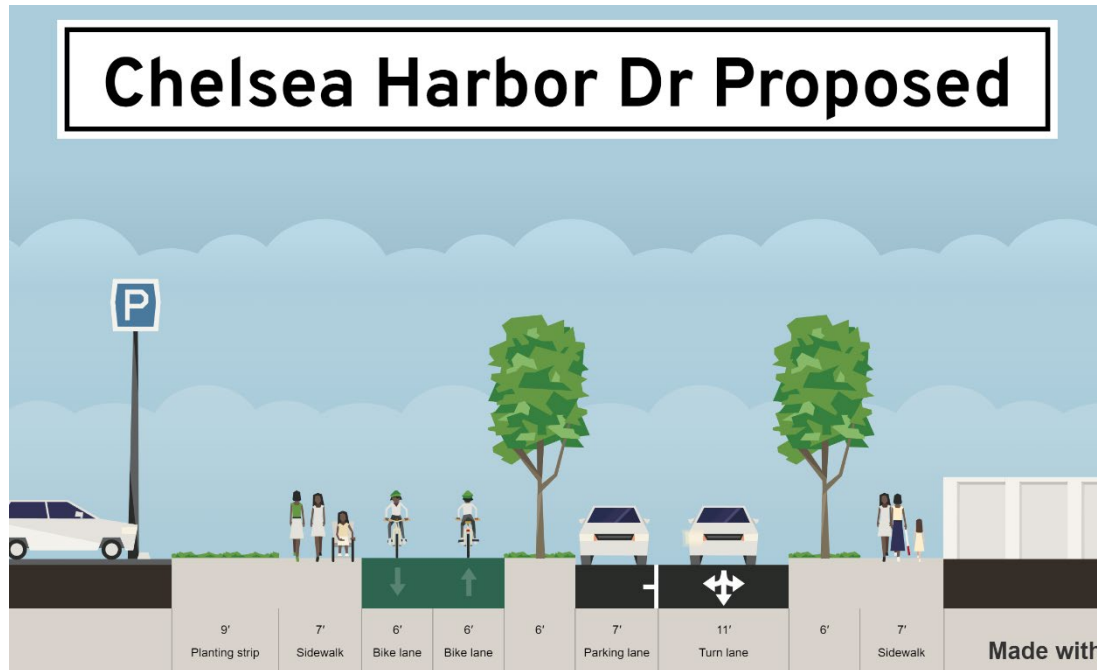 Chelsea Harbor Dr Proposed
P
9′ 7′ 6′ 6′ 6′ 7′ 11′ 6′ 7′
Planting strip Sidewalk Bike lane Bike lane Parking lane Turn lane Sidewalk
Made with